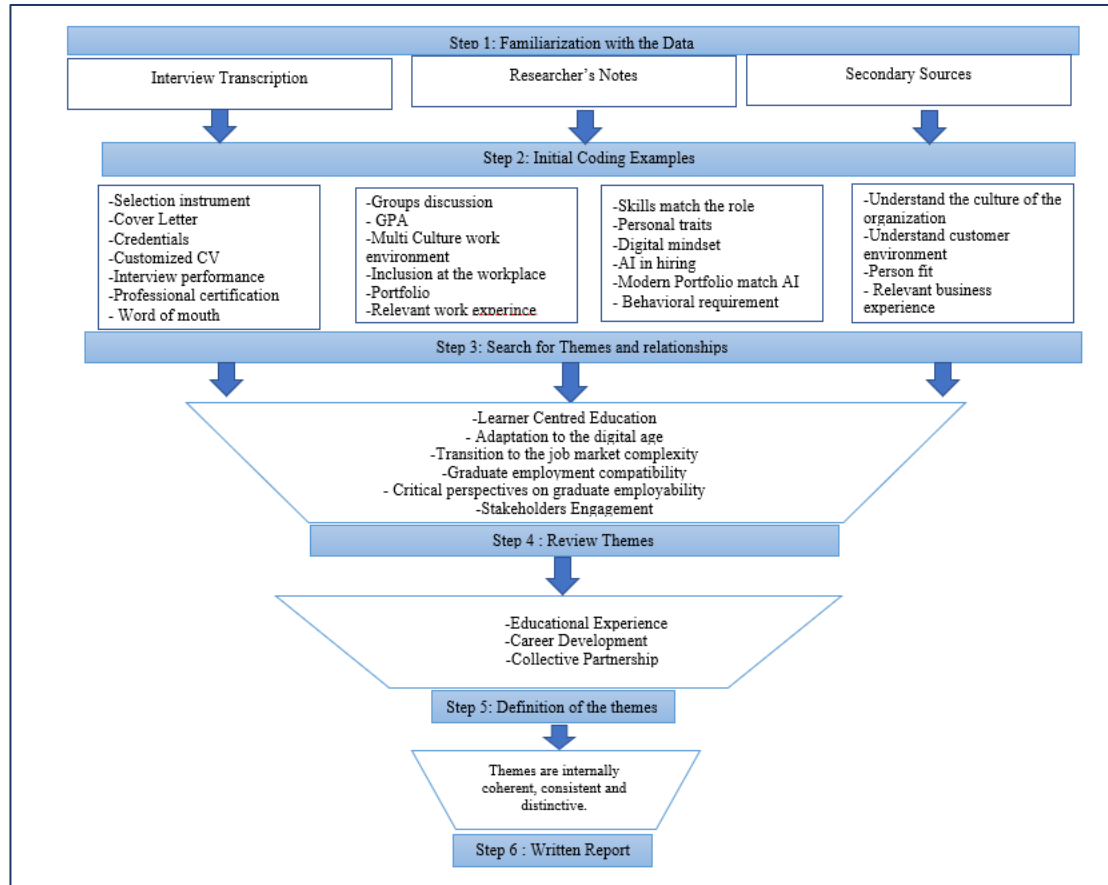 Step 1: Familiarization with the Data
Interview Transcription
Researcher's Notes
Secondary Sources
Step 2: Initial Coding Examples
-Selection instrument
-Cover Letter
-Credentials
-Customized CV
-Interview performance
-Professional certification
- Word of mouth
-Groups discussion
- GPA
-Multi Culture work
environment
-Inclusion at the workplace
-Portfolio
-Relevant work experince
-Skills match the role
-Personal traits
-Digital mindset
-AI in hiring
-Modern Portfolio match AI
- Behavioral requirement
-Understand the culture of the
organization
-Understand customer
environment
-Person fit
- Relevant business
experience
Step 3: Search for Themes and relationships
-Learner Centred Education
- Adaptation to the digital age
-Transition to the job market complexity
-Graduate employment compatibility
- Critical perspectives on graduate employability
-Stakeholders Engagement
Step 4 : Review Themes
-Educational Experience
-Career Development
-Collective Partnership
Step 5: Definition of the themes
Themes are internally
coherent, consistent and
distinctive.
Step 6 : Written Report